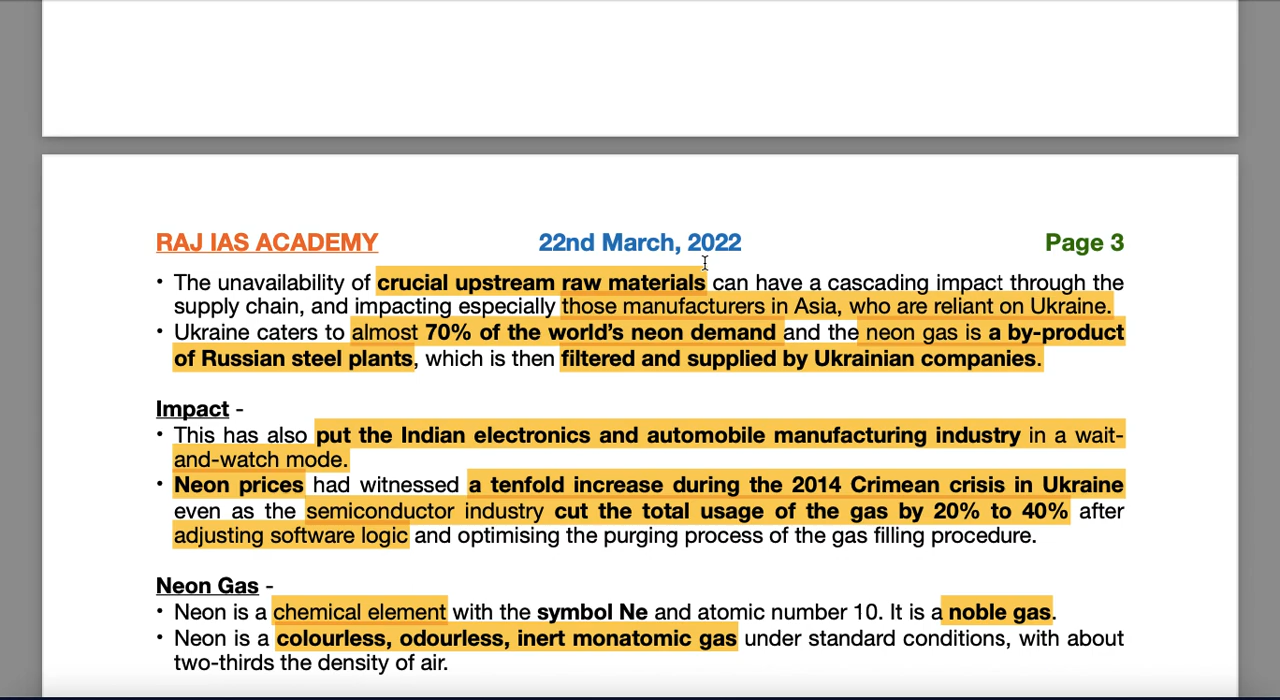 RAJ IAS ACADEMY 22nd March, 2022 Page 3
• The unavailability of crucial upstream raw materials can have a cascading impact through the
supply chain, and impacting especially those manufacturers in Asia, who are reliant on Ukraine.
• Ukraine caters to almost 70% of the world's neon demand and the neon gas is a by-product
of Russian steel plants, which is then filtered and supplied by Ukrainian companies.
Impact -
• This has also put the Indian electronics and automobile manufacturing industry in a wait-
and-watch mode.
• Neon prices had witnessed a tenfold increase during the 2014 Crimean crisis in Ukraine
even as the semiconductor industry cut the total usage of the gas by 20% to 40% after
adjusting software logic and optimising the purging process of the gas filling procedure.
Neon Gas -
• Neon is a chemical element with the symbol Ne and atomic number 10. It is a noble gas.
• Neon is a colourless, odourless, inert monatomic gas under standard conditions, with about
two-thirds the density of air.